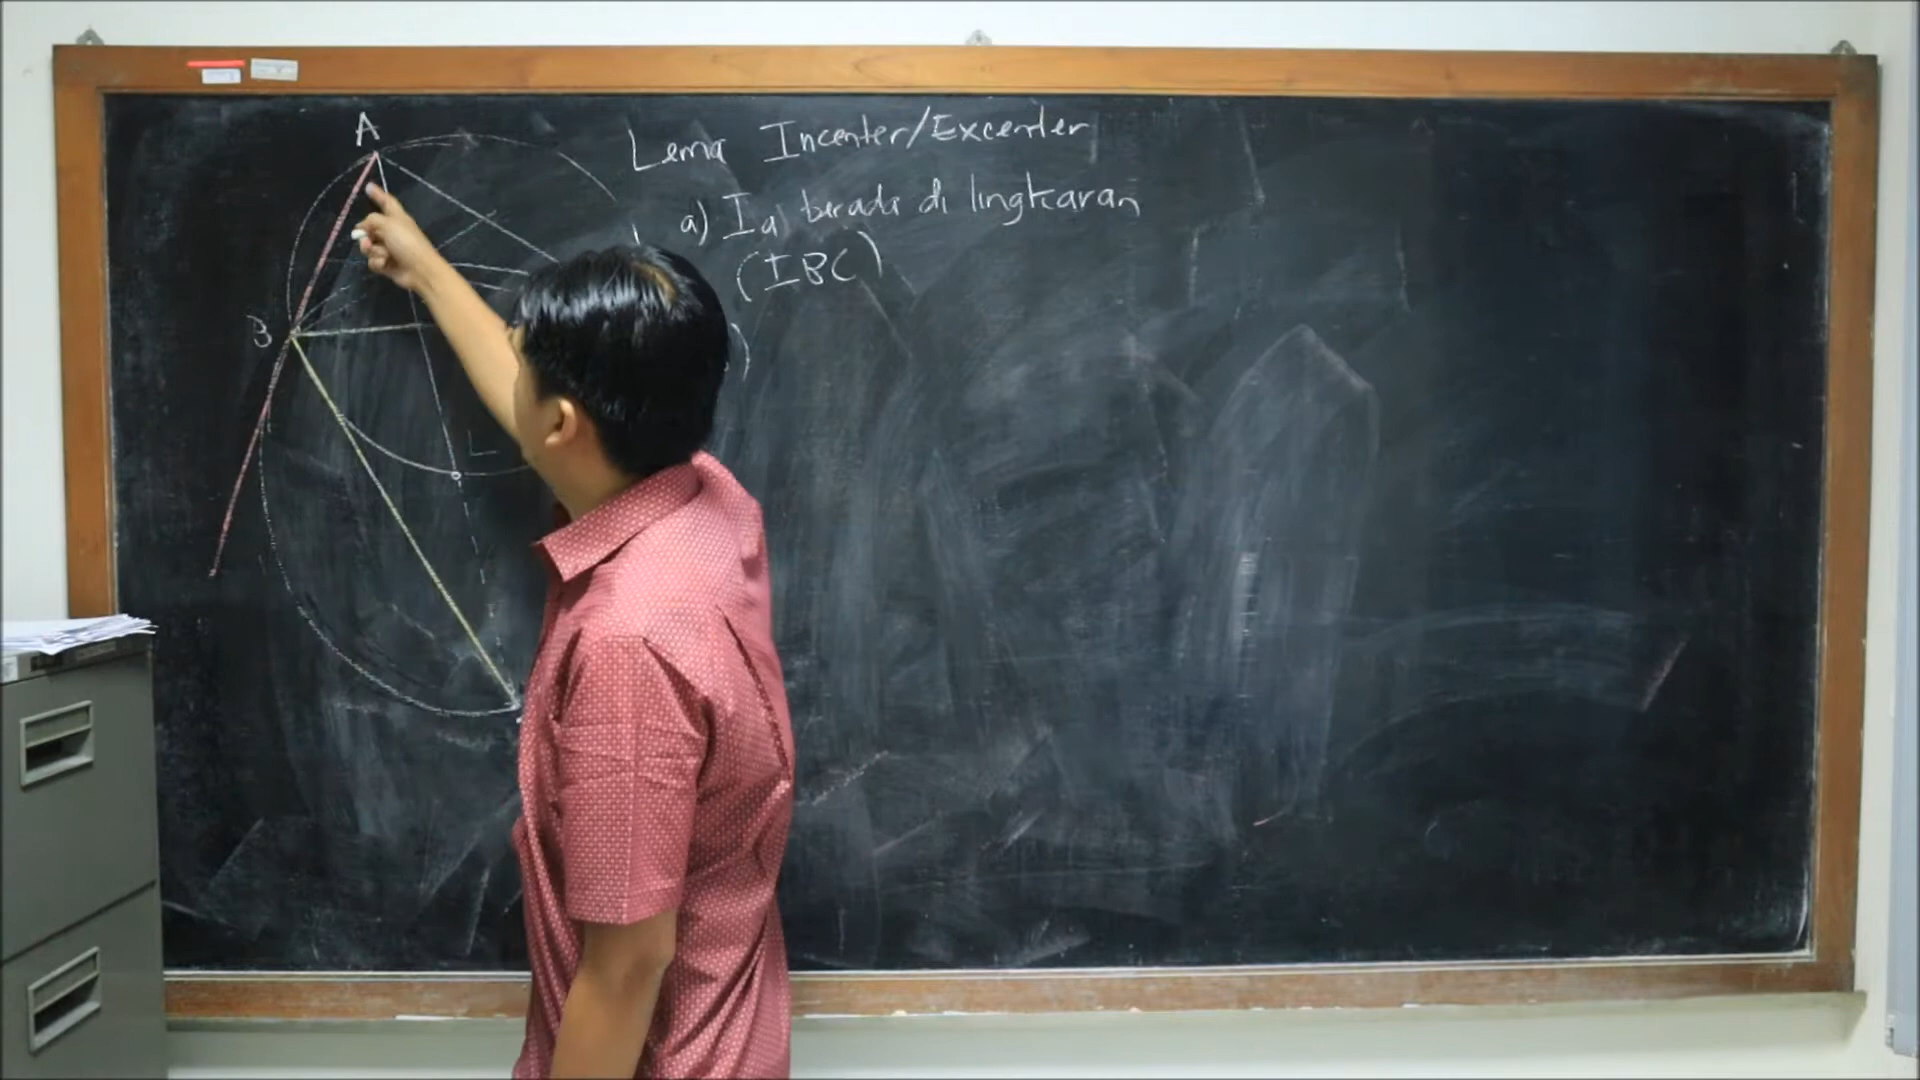 A
Lema Incenter/Excenter
a) Ia berada di lingkaran
(IBC)
B
)
L